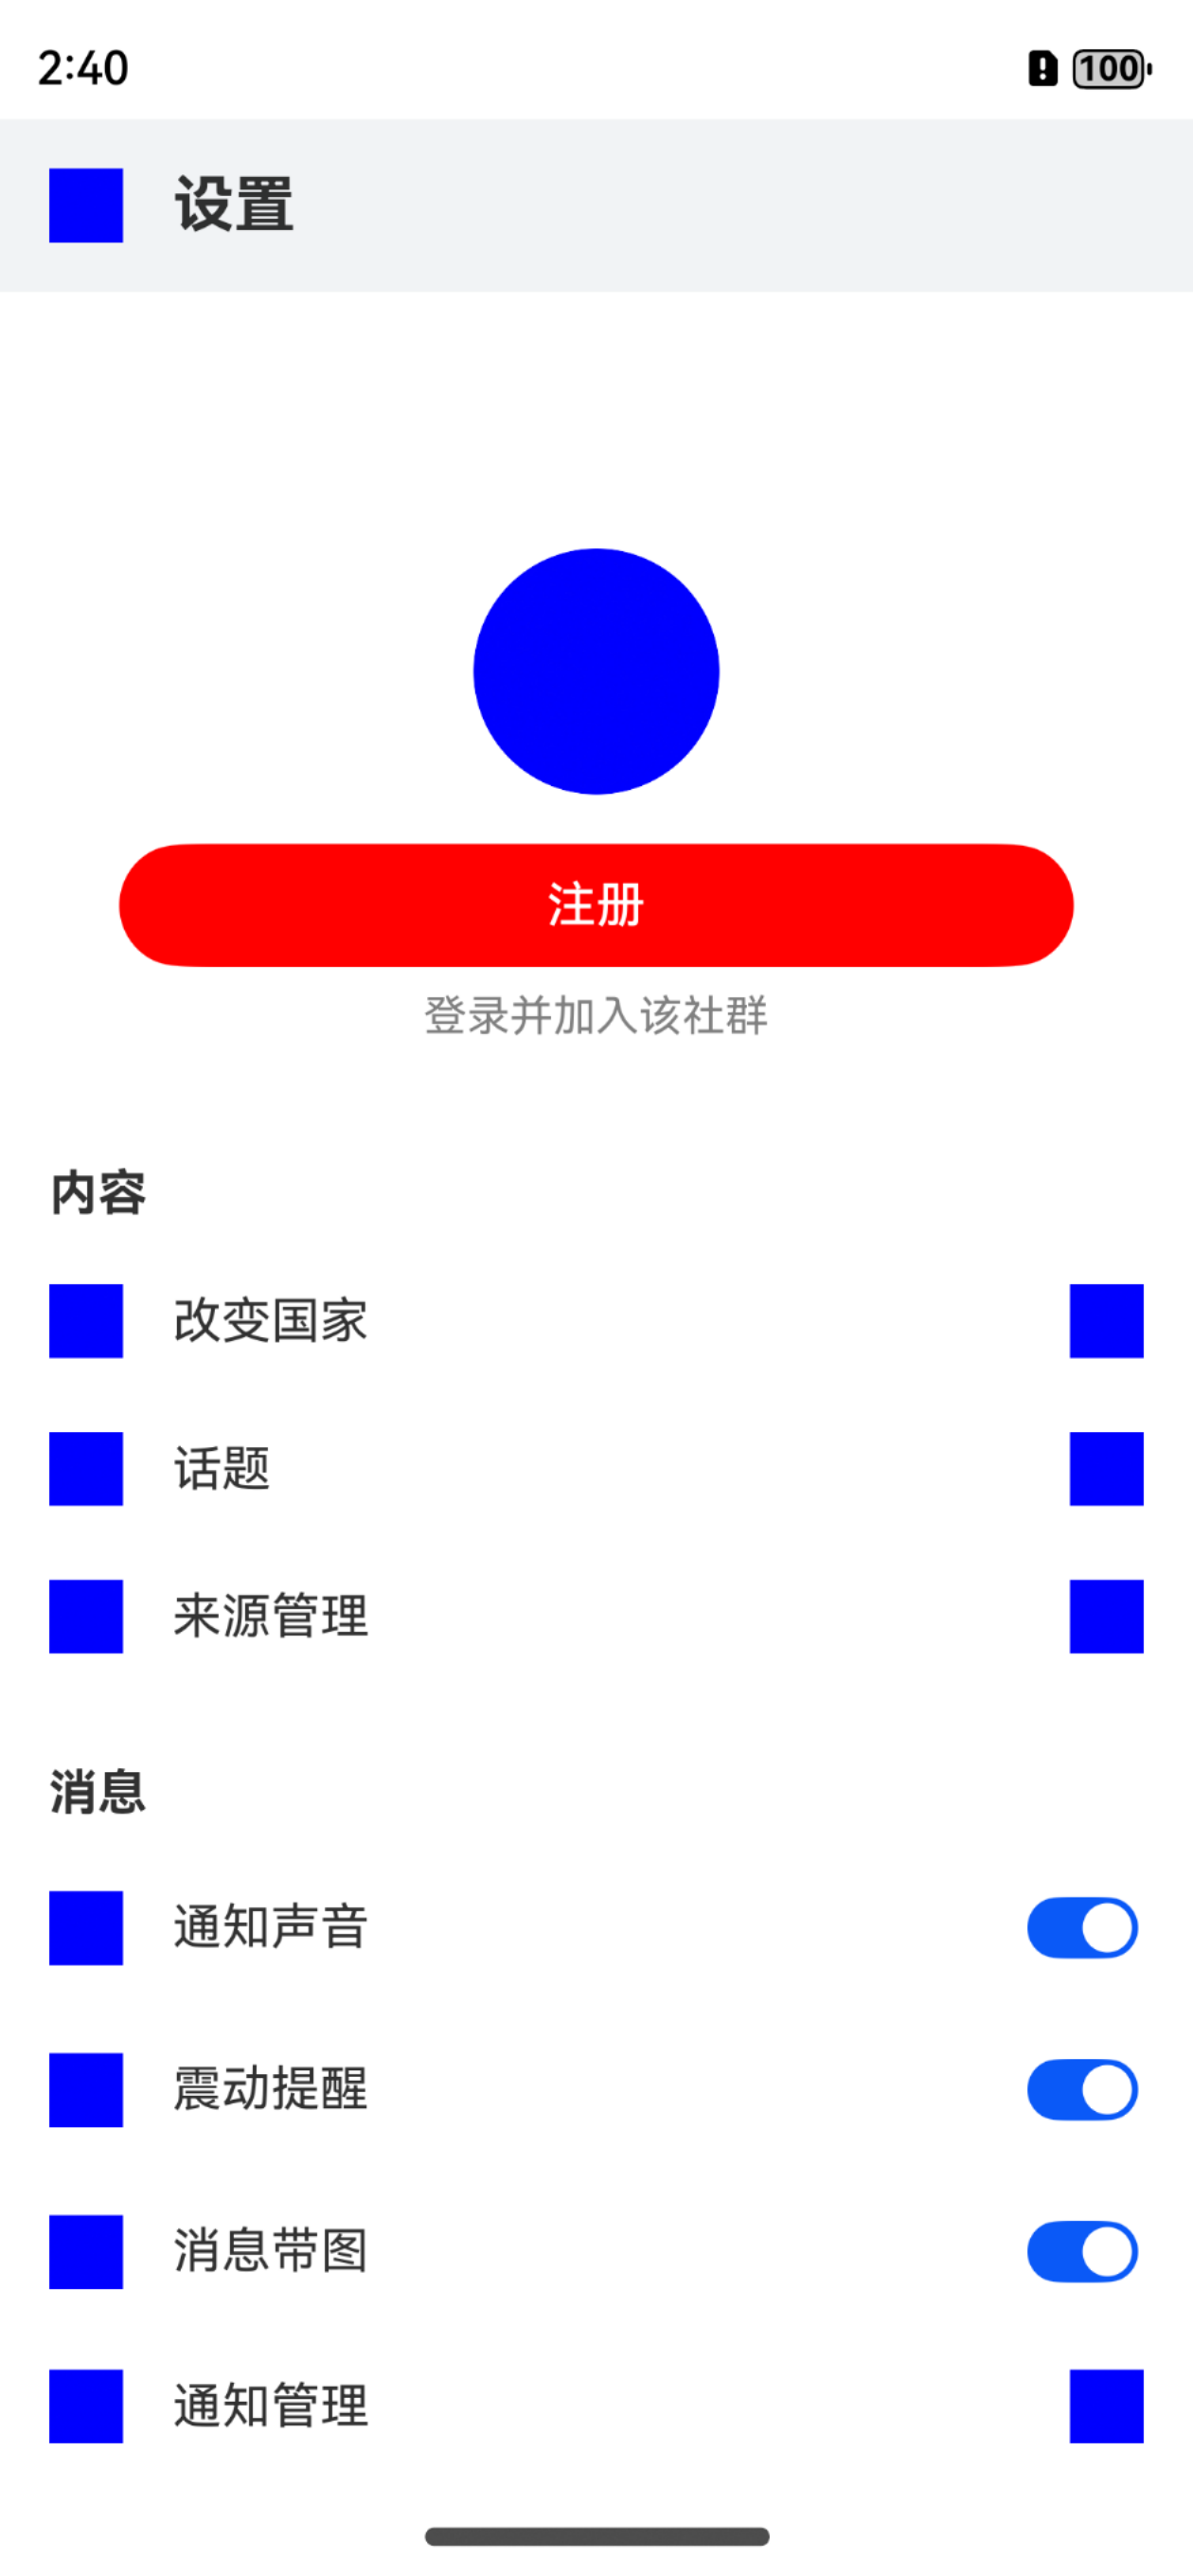 2:40
100
设置
注册
登录并加入该社群
内容
改变国家
话题
来源管理
消息
通知声音
震动提醒
消息带图
通知管理